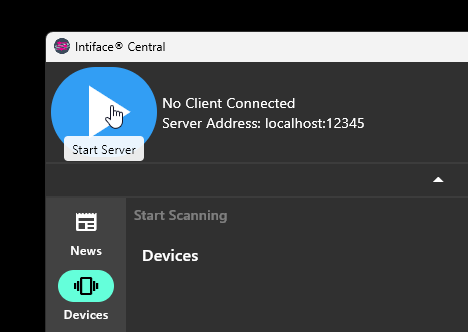 Intiface® Central
No Client Connected
Server Address: localhost:12345
Start Server
Start Scanning
News
Devices
Devices